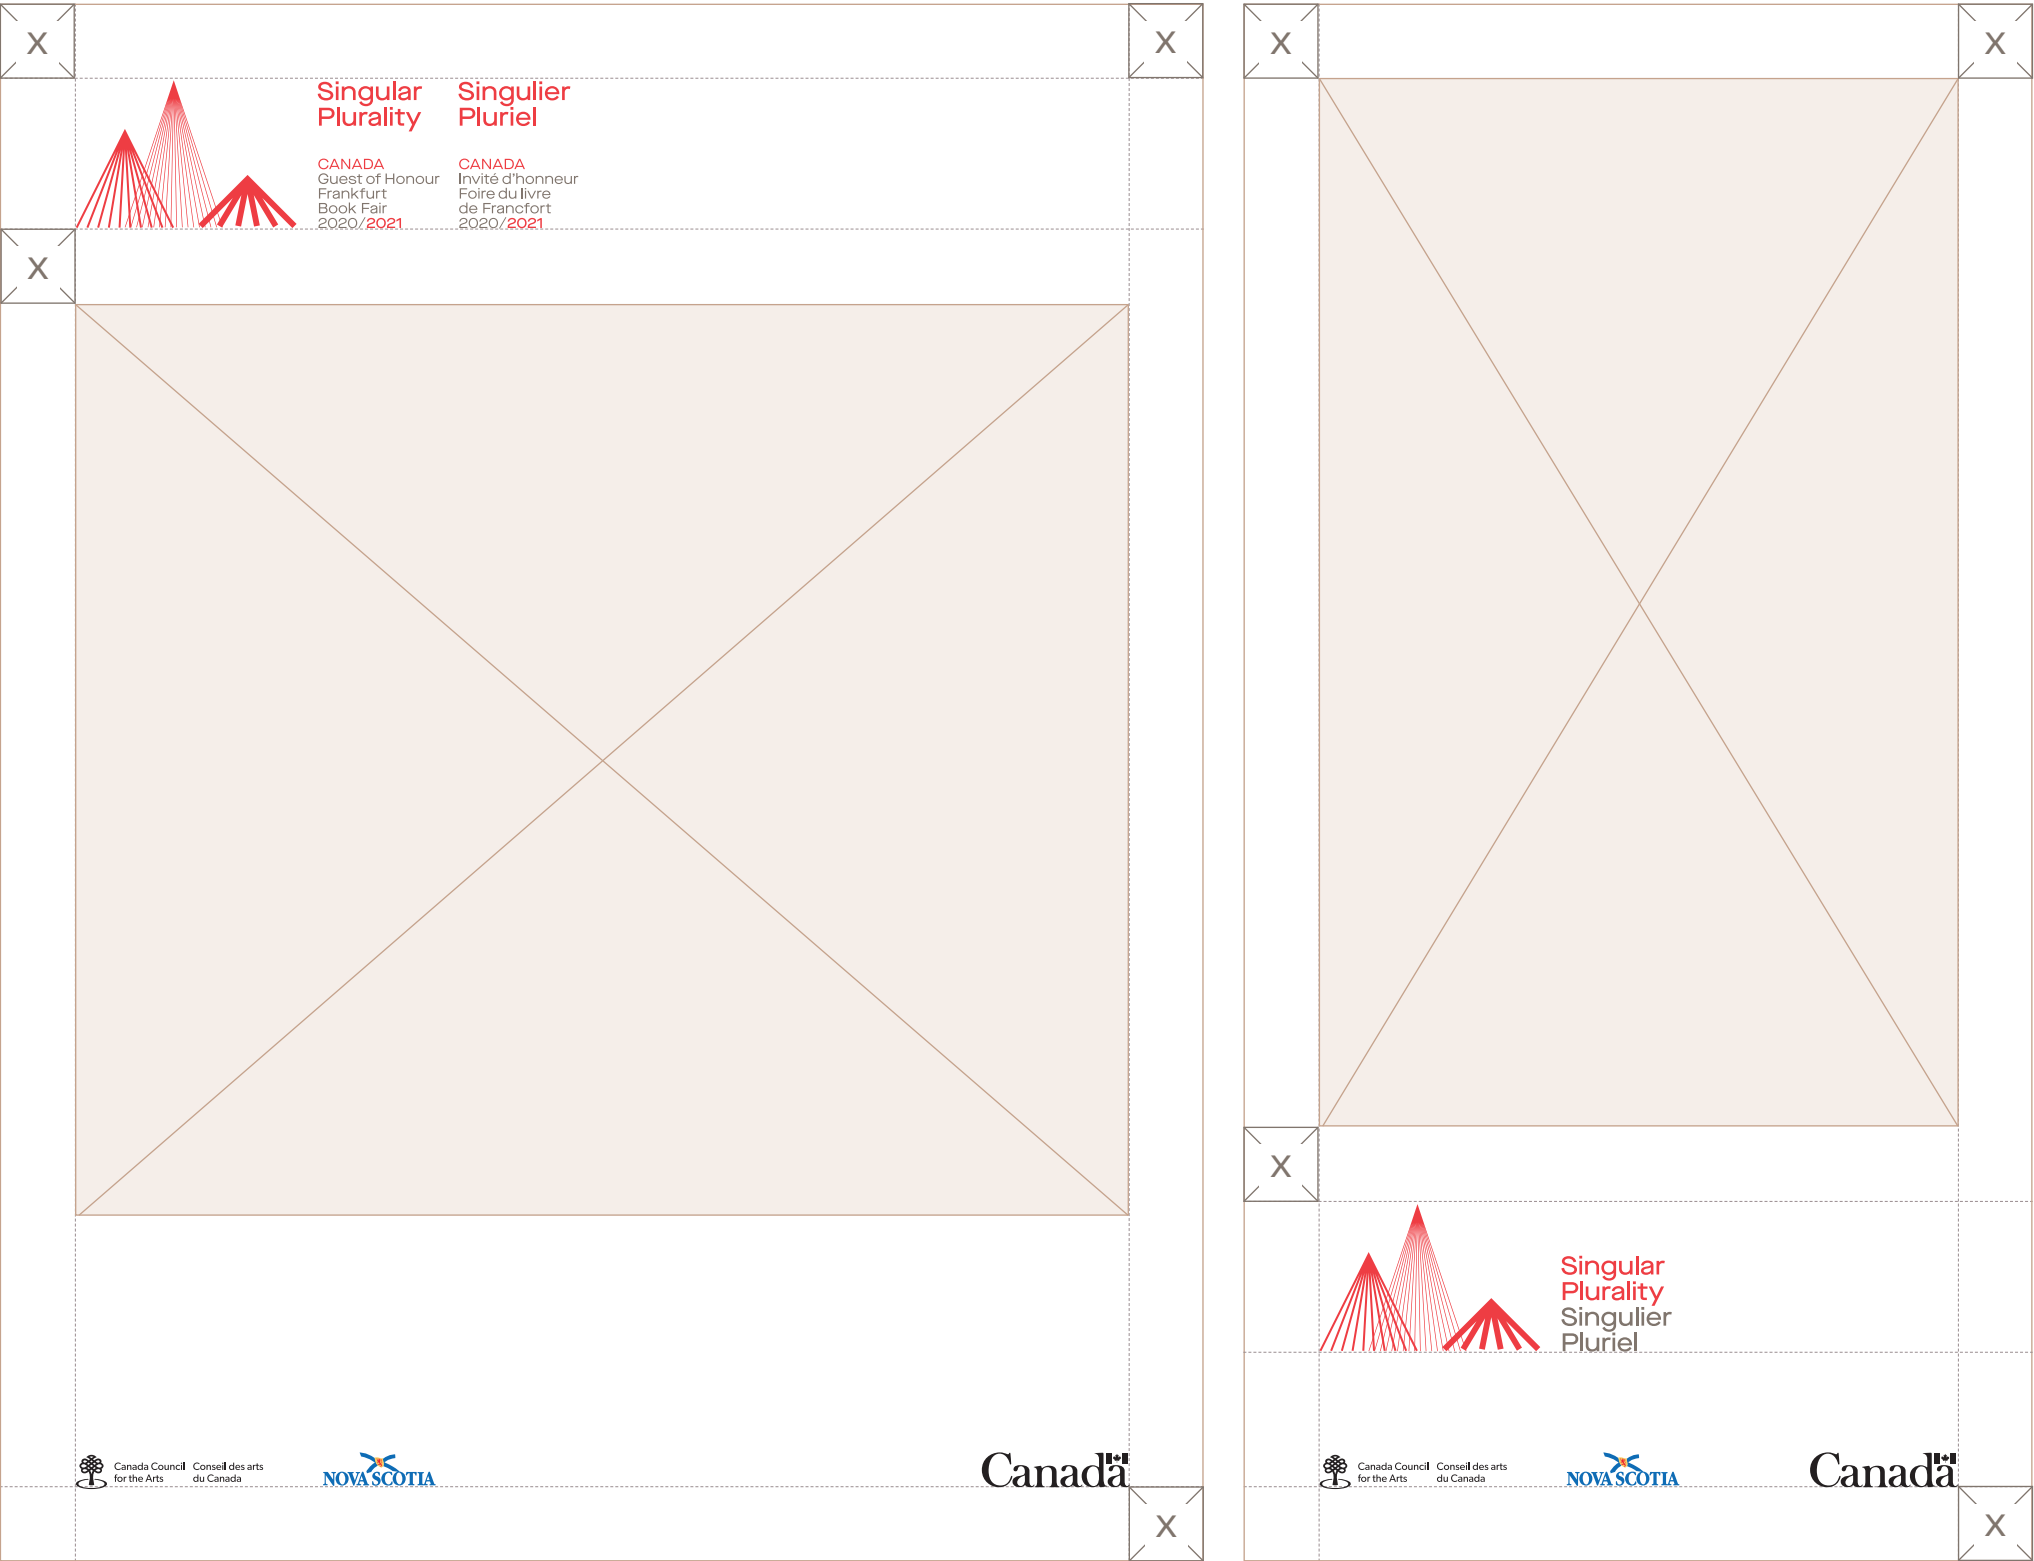 X
X
Singular
Plurality
CANADA
Guest of Honour
Frankfurt
Book Fair
2020/2021
Singulier
Pluriel
CANADA
Invité d'honneur
Foire du livre
de Francfort
2020/2021
X
Canada Council
for the Arts
Conseil des arts
du Canada
NOVA SCOTIA
Canada
X
X
X
X
Singular
Plurality
Singulier
Pluriel
Canada Council
for the Arts
Conseil des arts
du Canada
NOVA SCOTIA
Canada
X